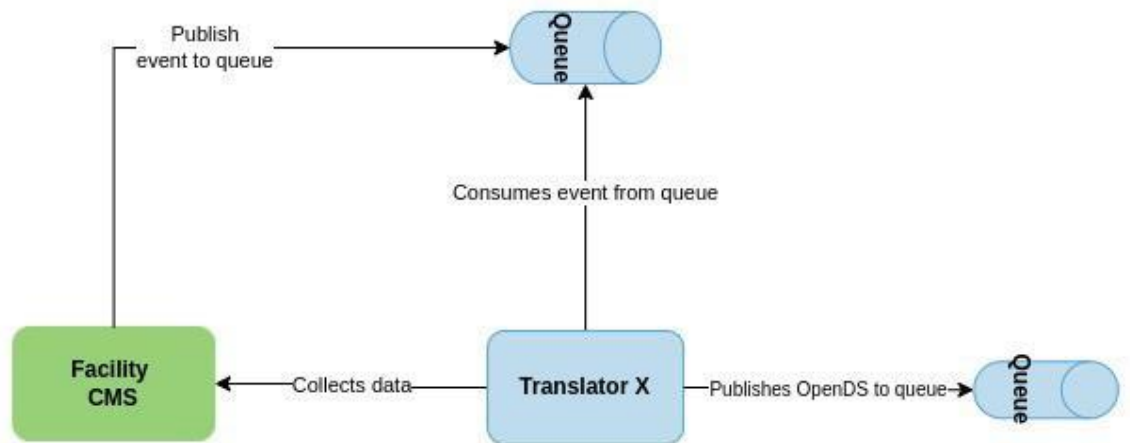 Publish
event to queue
Queue
Consumes event from queue
Facility
CMS
Collects data
Translator X
Publishes OpenDS to queue
Queue